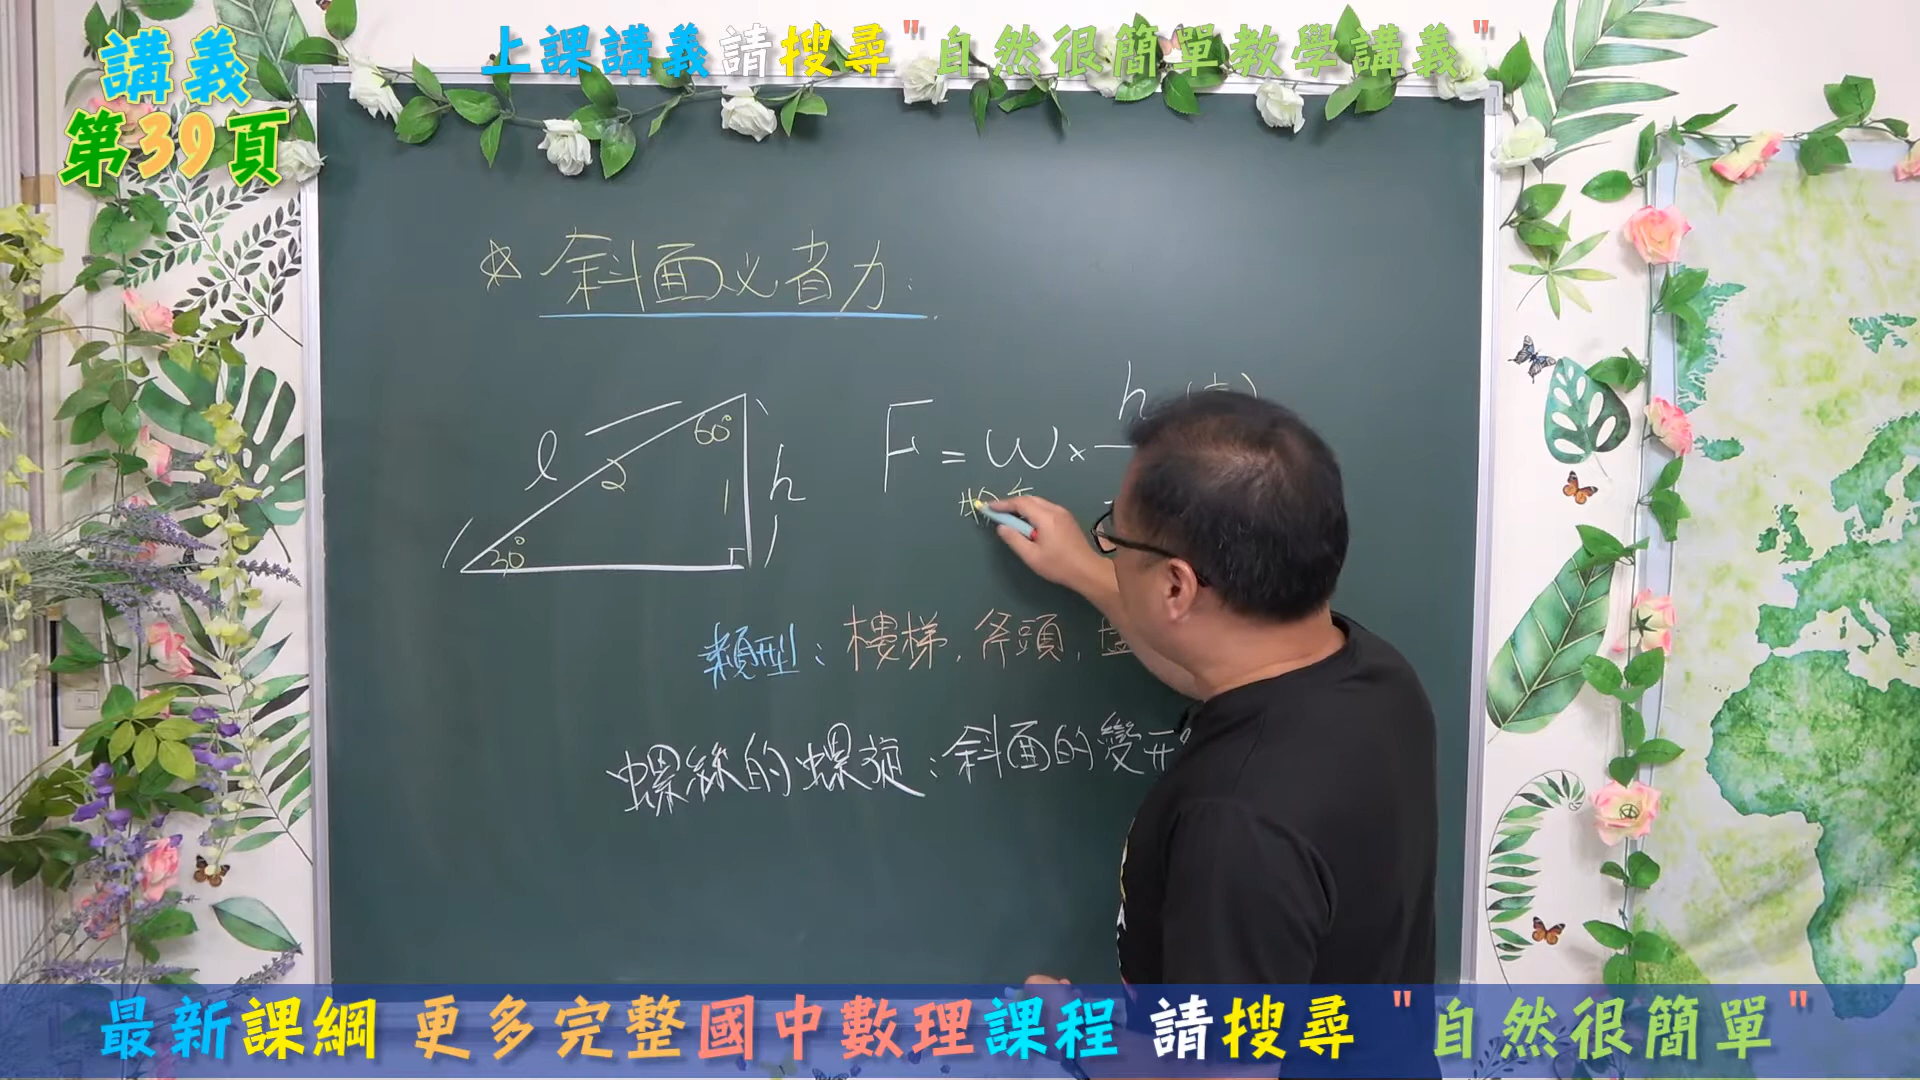 上課講義請搜尋"自然很簡單教學講義"
講義
第39頁
☆ 斜面必省力:
ℓ 2 60° 1 h
30°
F = W × h
類型: 樓梯, 斧頭,
螺絲的螺旋: 斜面的變形
最新課綱 更多完整國中數理課程 請搜尋 "自然很簡單"